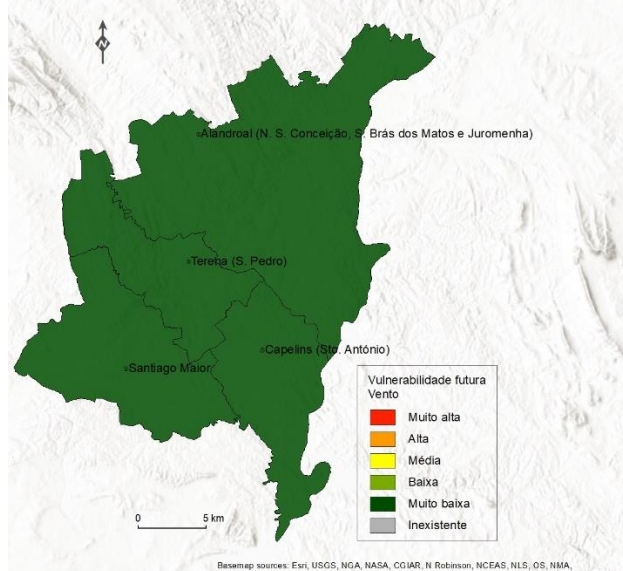 N
Alandroal (N. S. Conceição, S. Brás dos Matos e Juromenha)
Terena (S. Pedro)
Capelins (Sto. António)
Santiago Maior
Vulnerabilidade futura
Vento
Muito alta
Alta
Média
Baixa
Muito baixa
Inexistente
0 5 km
Basemap sources: Esri, USGS, NGA, NASA, CGIAR, N Robinson, NCEAS, NLS, OS, NMA,